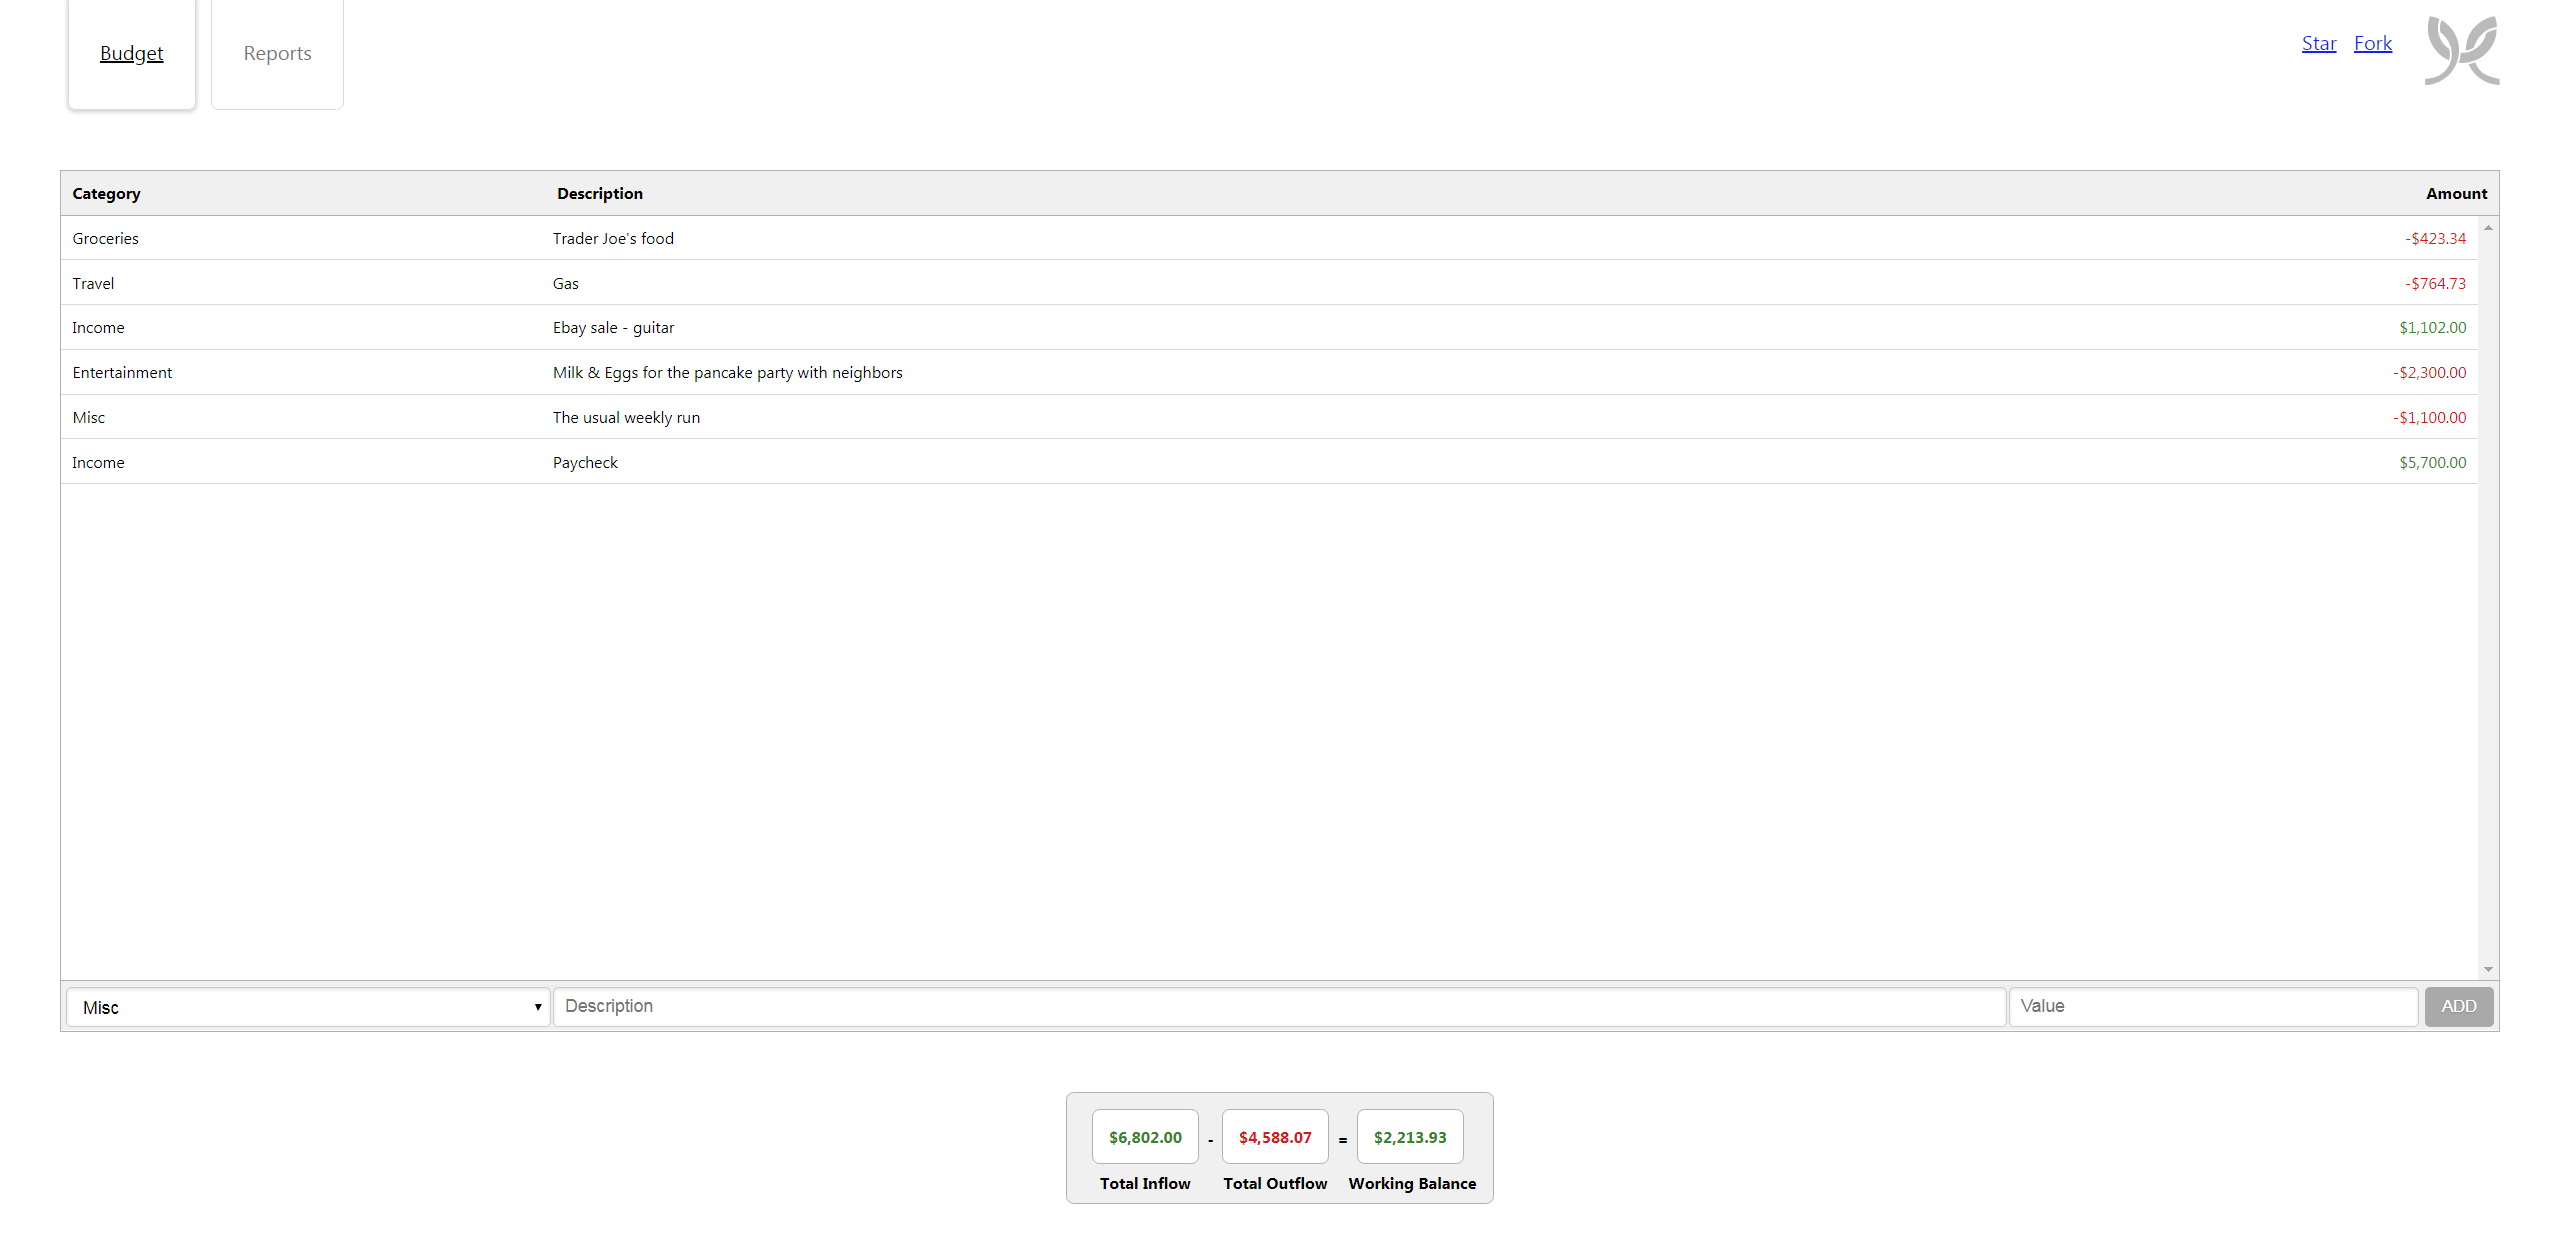 Budget Reports Star Fork
Category Description Amount
Groceries Trader Joe's food -$423.34
Travel Gas -$764.73
Income Ebay sale - guitar $1,102.00
Entertainment Milk & Eggs for the pancake party with neighbors -$2,300.00
Misc The usual weekly run -$1,100.00
Income Paycheck $5,700.00
Misc Description Value ADD
$6,802.00 - $4,588.07 = $2,213.93
Total Inflow Total Outflow Working Balance